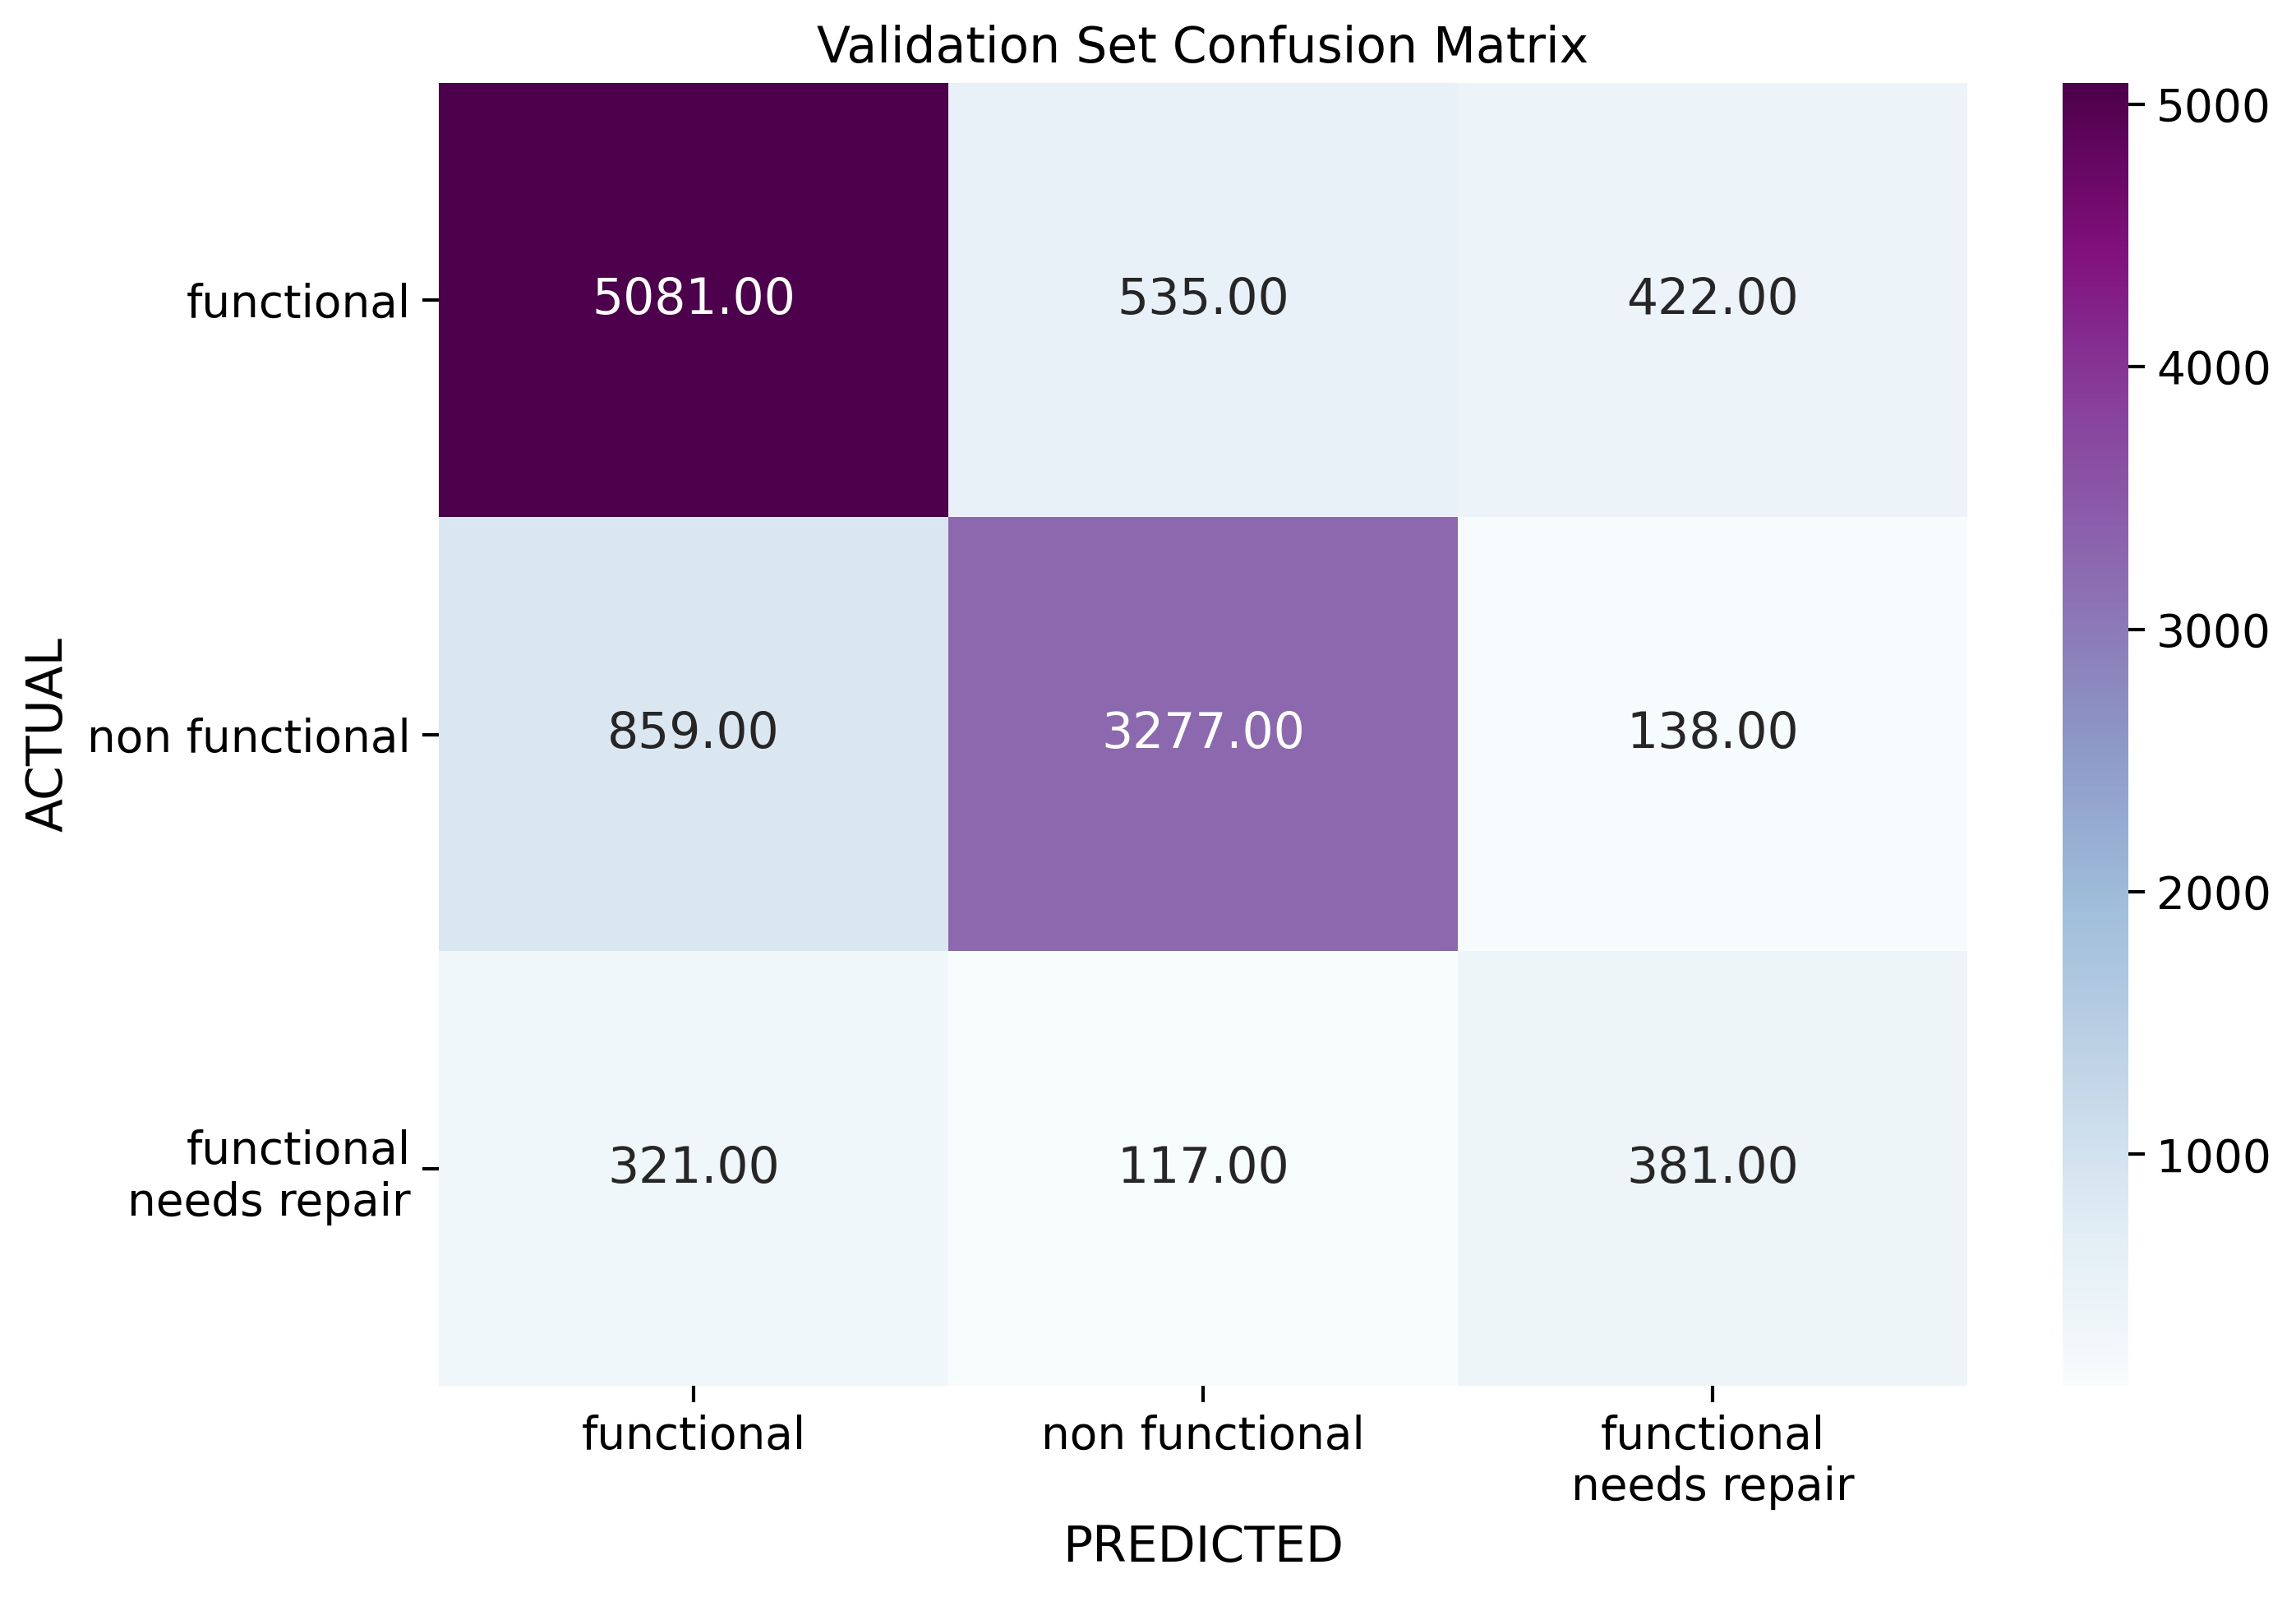 Validation Set Confusion Matrix
5000
4000
3000
2000
1000
ACTUAL
functional
5081.00 535.00 422.00
non functional
859.00 3277.00 138.00
functional
needs repair
321.00 117.00 381.00
functional
non functional
functional
needs repair
PREDICTED